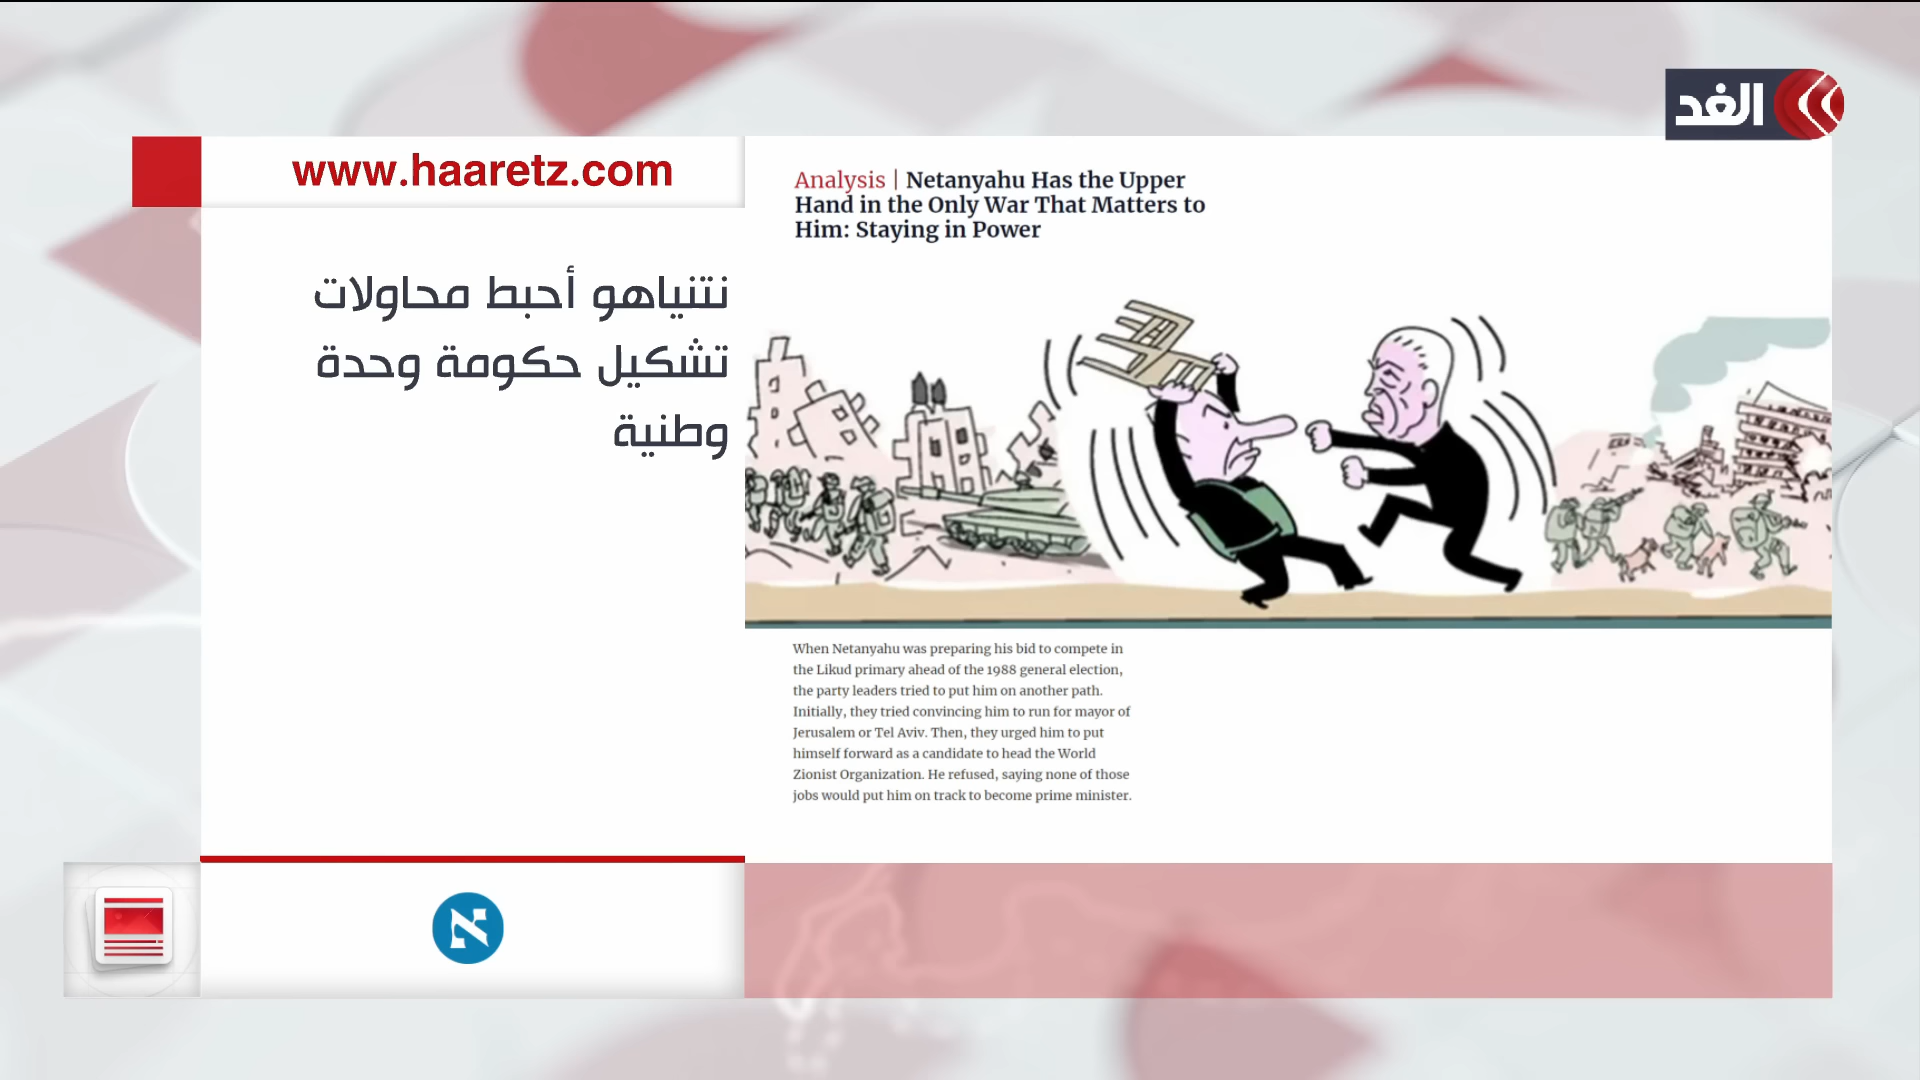 الغد
www.haaretz.com
نتنياهو أحبط محاولات
تشكيل حكومة وحدة
وطنية
Analysis | Netanyahu Has the Upper
Hand in the Only War That Matters to
Him: Staying in Power
When Netanyahu was preparing his bid to compete in
the Likud primary ahead of the 1988 general election,
the party leaders tried to put him on another path.
Initially, they tried convincing him to run for mayor of
Jerusalem or Tel Aviv. Then, they urged him to put
himself forward as a candidate to head the World
Zionist Organization. He refused, saying none of those
jobs would put him on track to become prime minister.
א